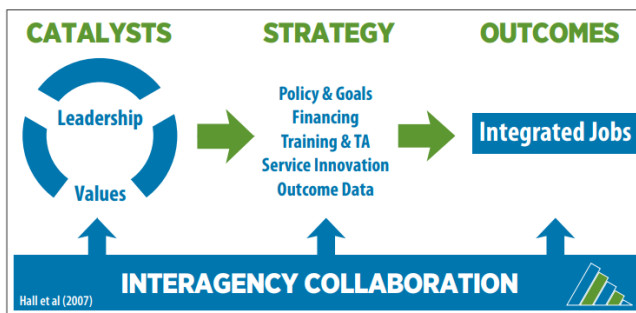 CATALYSTS
STRATEGY
OUTCOMES
Leadership
Values
Policy & Goals
Financing
Training & TA
Service Innovation
Outcome Data
Integrated Jobs
INTERAGENCY COLLABORATION
Hall et al (2007)